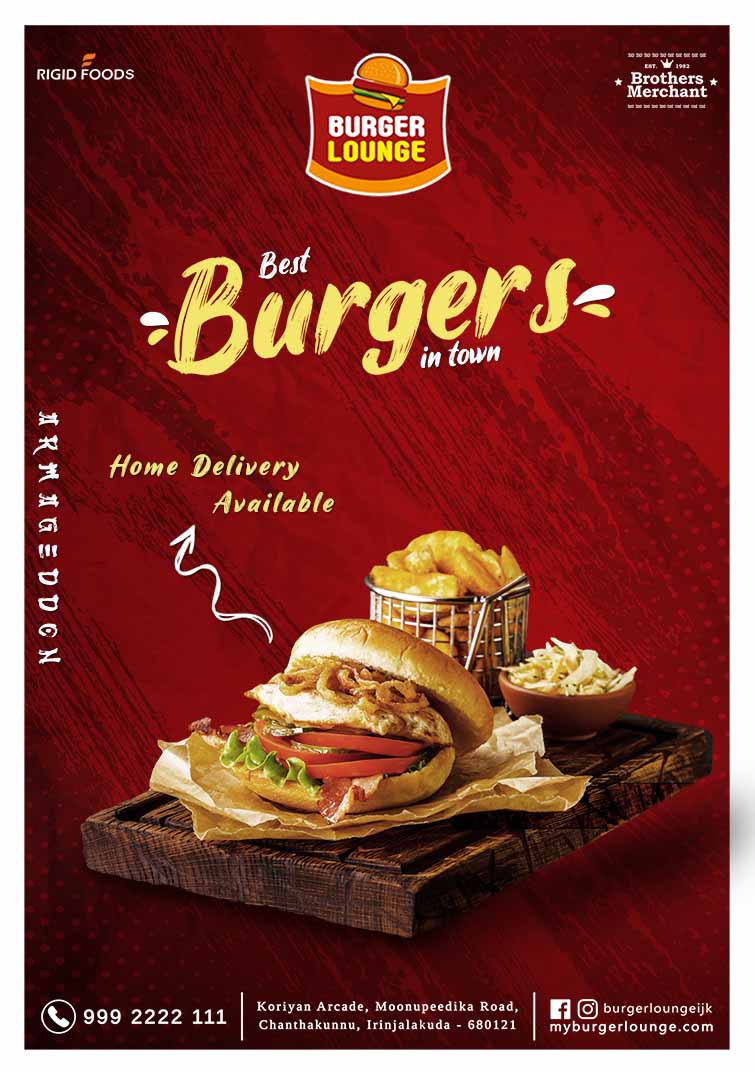 RIGID FOODS
BURGER
LOUNGE
EST. 1982
Brothers
Merchant
Best
Burgers
in town
Home Delivery
Available
ARMAGEDDON
999 2222 111
Koriyan Arcade, Moonupeedika Road,
Chanthakunnu, Irinjalakuda - 680121
burgerloungeijk
myburgerlounge.com